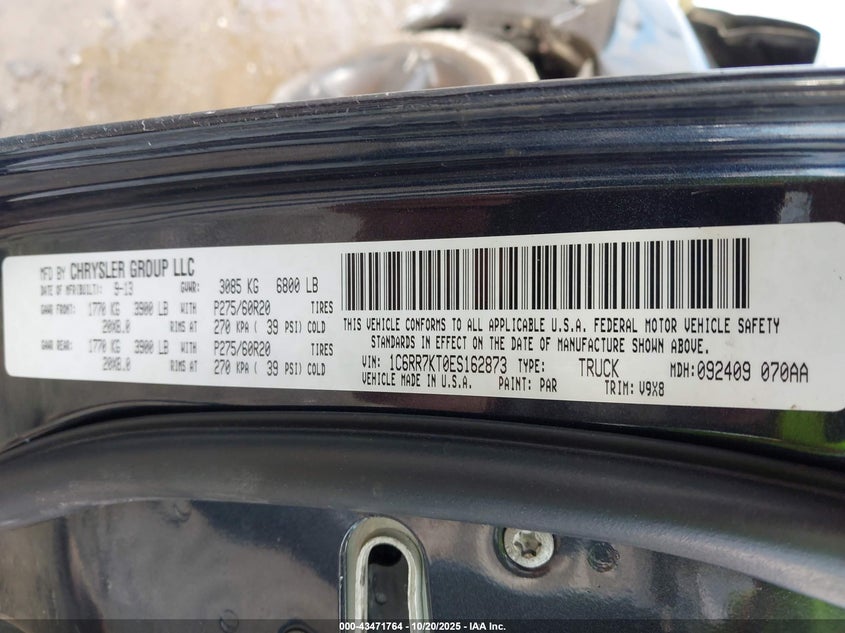 MFD BY CHRYSLER GROUP LLC
DATE OF MFR(BUILT): 9-13 GVWR: 3085 KG 6800 LB
GAWR FRONT: 1770 KG 3900 LB WITH P275/60R20 TIRES
20X8.0 RIMS AT 270 KPA ( 39 PSI) COLD
GAWR REAR: 1770 KG 3900 LB WITH P275/60R20 TIRES
20X8.0 RIMS AT 270 KPA ( 39 PSI) COLD
THIS VEHICLE CONFORMS TO ALL APPLICABLE U.S.A. FEDERAL MOTOR VEHICLE SAFETY
STANDARDS IN EFFECT ON THE DATE OF MANUFACTURE SHOWN ABOVE.
VIN: 1C6RR7KT0ES162873 TYPE: TRUCK MDH: 092409 070AA
VEHICLE MADE IN U.S.A. PAINT: PAR TRIM: V9X8
000-43471764 - 10/20/2025 - IAA Inc.